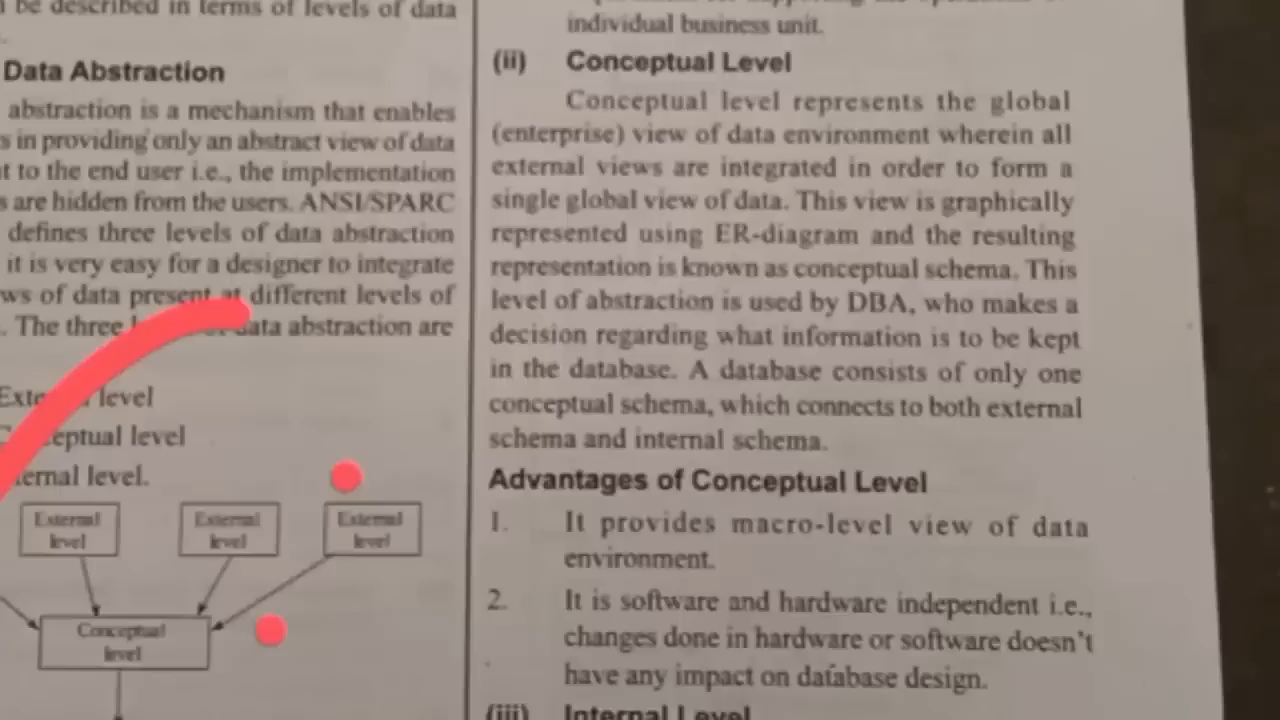 be described in terms of levels of data
Data Abstraction
abstraction is a mechanism that enables
s in providing only an abstract view of data
t to the end user i.e., the implementation
s are hidden from the users. ANSI/SPARC
defines three levels of data abstraction
it is very easy for a designer to integrate
ws of data present at different levels of
. The three data abstraction are
level
eptual level
ernal level.
External level
External level
External level
Conceptual level
individual business unit.
(ii) Conceptual Level
Conceptual level represents the global
(enterprise) view of data environment wherein all
external views are integrated in order to form a
single global view of data. This view is graphically
represented using ER-diagram and the resulting
representation is known as conceptual schema. This
level of abstraction is used by DBA, who makes a
decision regarding what information is to be kept
in the database. A database consists of only one
conceptual schema, which connects to both external
schema and internal schema.
Advantages of Conceptual Level
1. It provides macro-level view of data
environment.
2. It is software and hardware independent i.e.,
changes done in hardware or software doesn't
have any impact on database design.
(iii) Internal Level